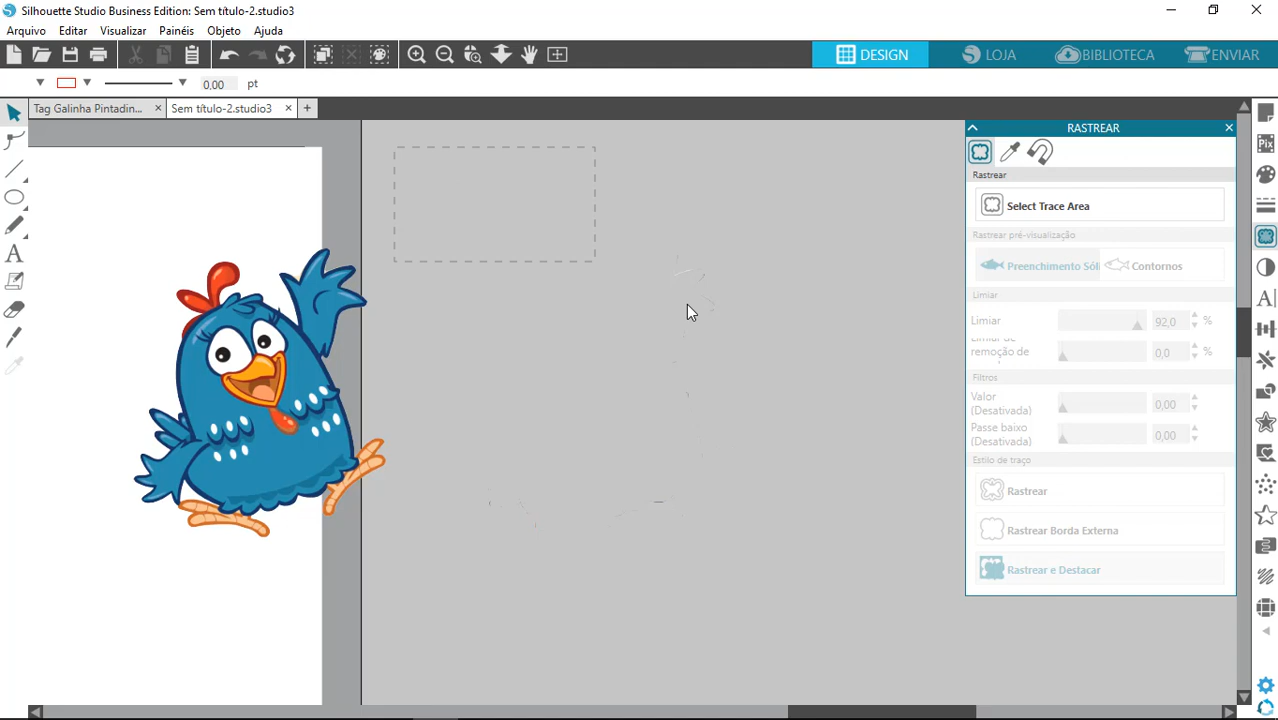 Silhouette Studio Business Edition: Sem título-2.studio3
Arquivo Editar Visualizar Painéis Objeto Ajuda
DESIGN LOJA BIBLIOTECA ENVIAR
0,00 pt
Tag Galinha Pintadin... Sem título-2.studio3
RASTREAR
Pix
Rastrear
Select Trace Area
Rastrear pré-visualização
Preenchimento Sóli Contornos
Limiar
Limiar 92,0 %
Limiar de
remoção de 0,0 %
Filtros
Valor
(Desativada) 0,00
Passe baixo
(Desativada) 0,00
Estilo de traço
Rastrear
Rastrear Borda Externa
Rastrear e Destacar